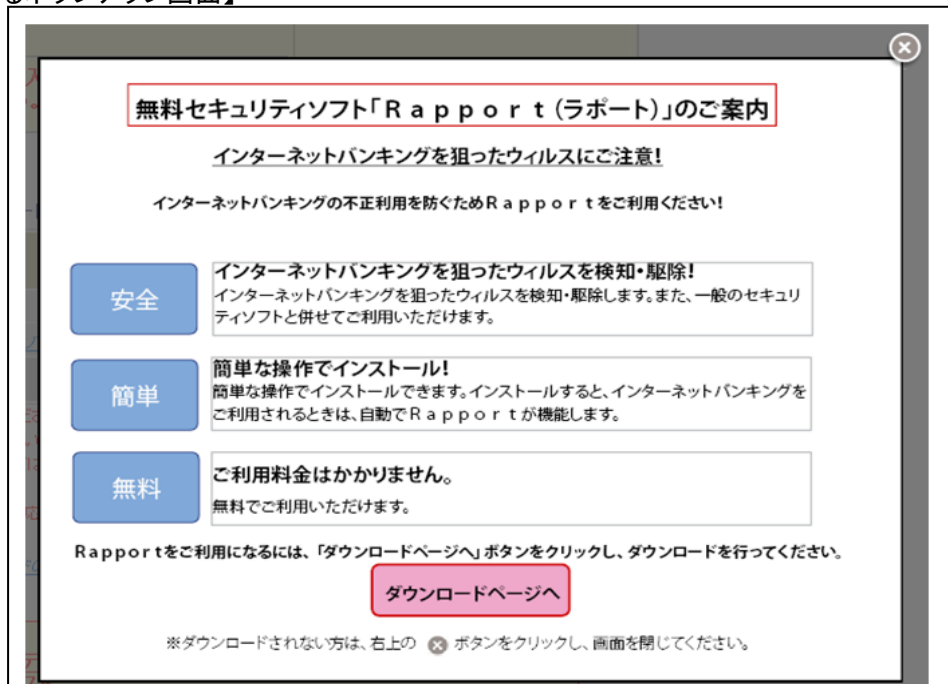 無料セキュリティソフト「Ｒａｐｐｏｒｔ(ラポート)」のご案内
インターネットバンキングを狙ったウィルスにご注意!
インターネットバンキングの不正利用を防ぐためＲａｐｐｏｒｔをご利用ください!
安全
インターネットバンキングを狙ったウィルスを検知・駆除!
インターネットバンキングを狙ったウィルスを検知・駆除します。また、一般のセキュリ
ティソフトと併せてご利用いただけます。
簡単
簡単な操作でインストール!
簡単な操作でインストールできます。インストールすると、インターネットバンキングを
ご利用されるときは、自動でＲａｐｐｏｒｔが機能します。
無料
ご利用料金はかかりません。
無料でご利用いただけます。
Ｒａｐｐｏｒｔをご利用になるには、「ダウンロードページへ」ボタンをクリックし、ダウンロードを行ってください。
ダウンロードページへ
※ダウンロードされない方は、右上の ⊗ ボタンをクリックし、画面を閉じてください。